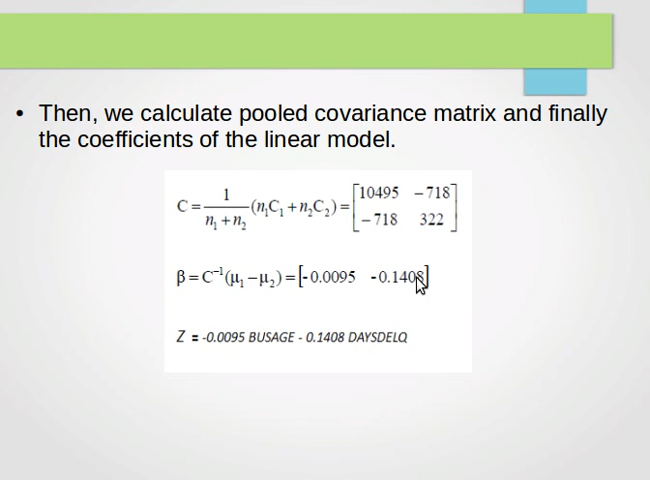 • Then, we calculate pooled covariance matrix and finally
the coefficients of the linear model.
C = 1/(n₁ + n₂) (n₁C₁ + n₂C₂) = [10495 −718
−718 322]
β = C⁻¹(μ₁ − μ₂) = [-0.0095 -0.1408]
Z = -0.0095 BUSAGE - 0.1408 DAYSDELQ